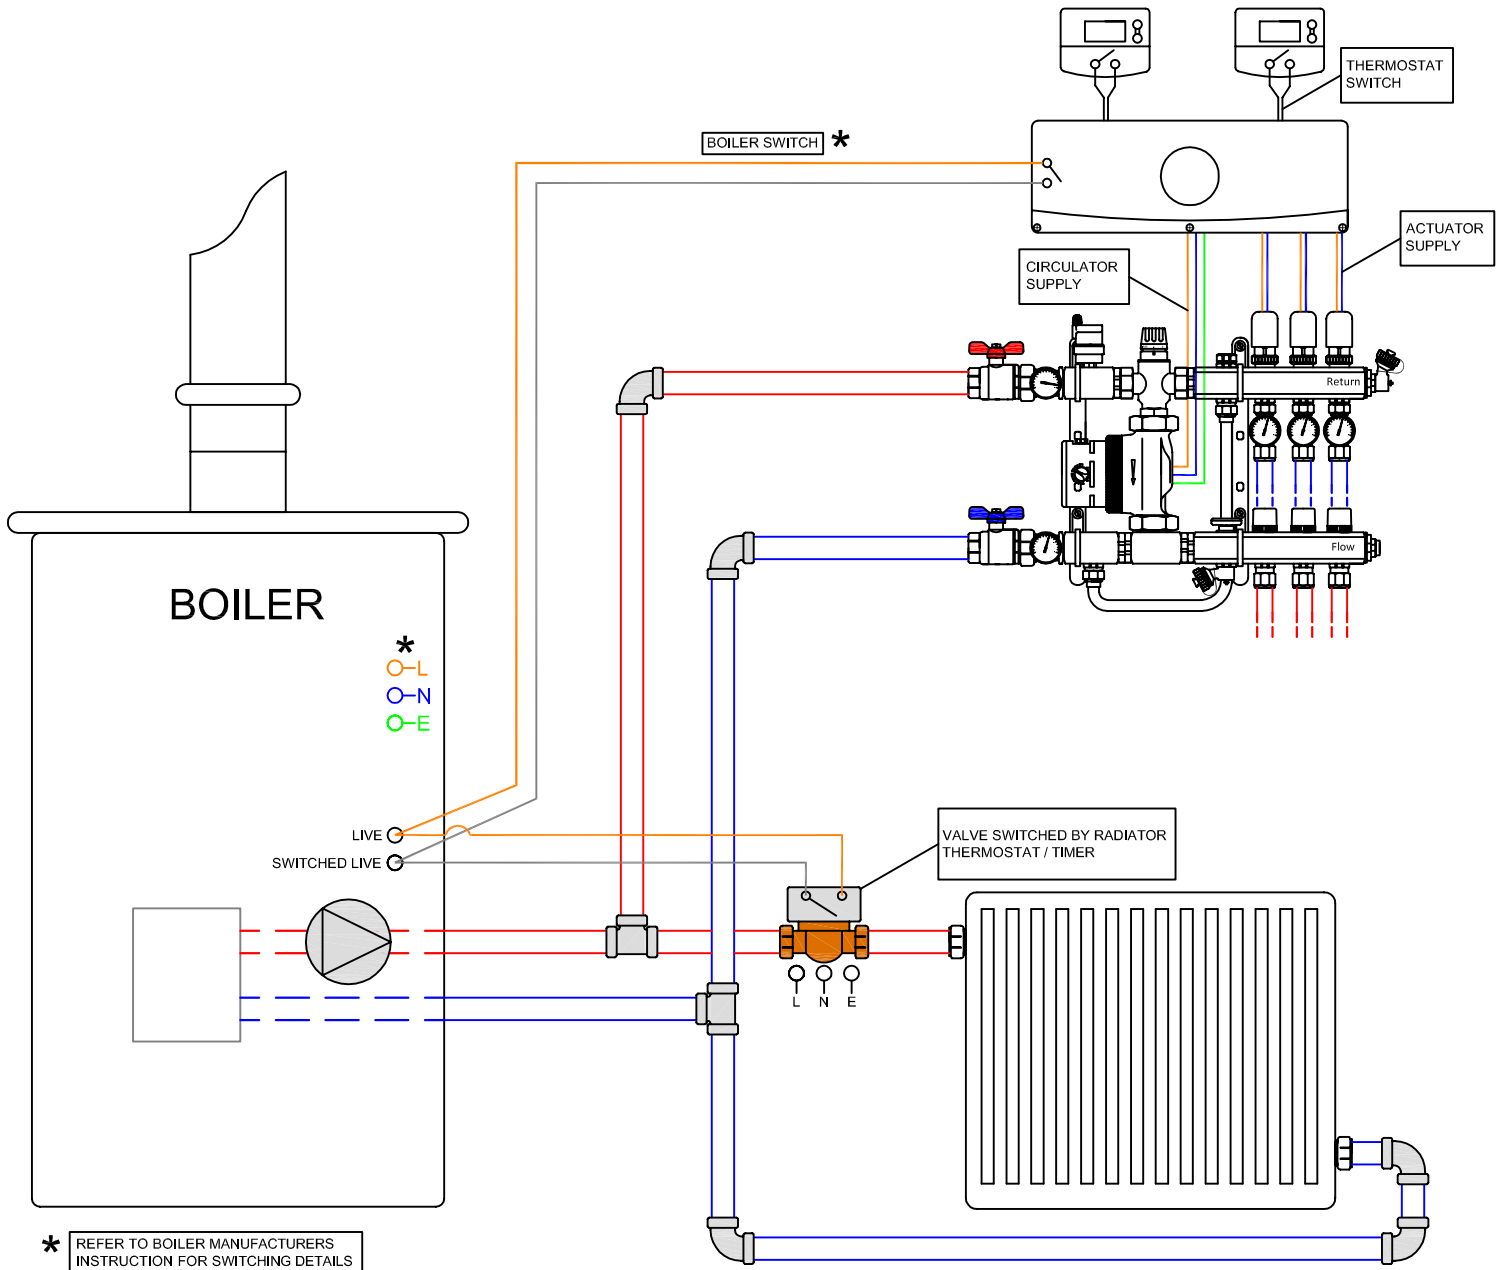 THERMOSTAT
SWITCH
BOILER SWITCH *
ACTUATOR
SUPPLY
CIRCULATOR
SUPPLY
Return
Flow
BOILER
*
L
N
E
LIVE
SWITCHED LIVE
VALVE SWITCHED BY RADIATOR
THERMOSTAT / TIMER
L N E
* REFER TO BOILER MANUFACTURERS
INSTRUCTION FOR SWITCHING DETAILS